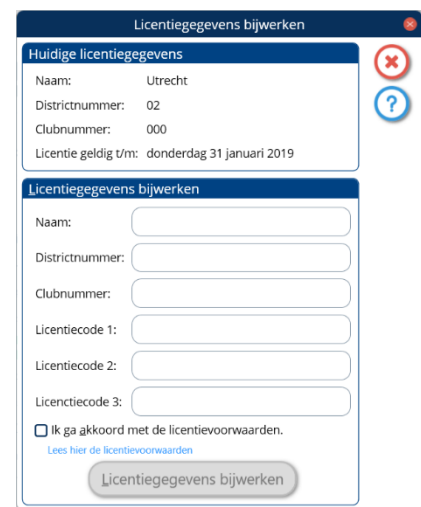 Licentiegegevens bijwerken
Huidige licentiegegevens
Naam: Utrecht
Districtnummer: 02
Clubnummer: 000
Licentie geldig t/m: donderdag 31 januari 2019
?
Licentiegegevens bijwerken
Naam:
Districtnummer:
Clubnummer:
Licentiecode 1:
Licentiecode 2:
Licenctiecode 3:
Ik ga akkoord met de licentievoorwaarden.
Lees hier de licentievoorwaarden
Licentiegegevens bijwerken